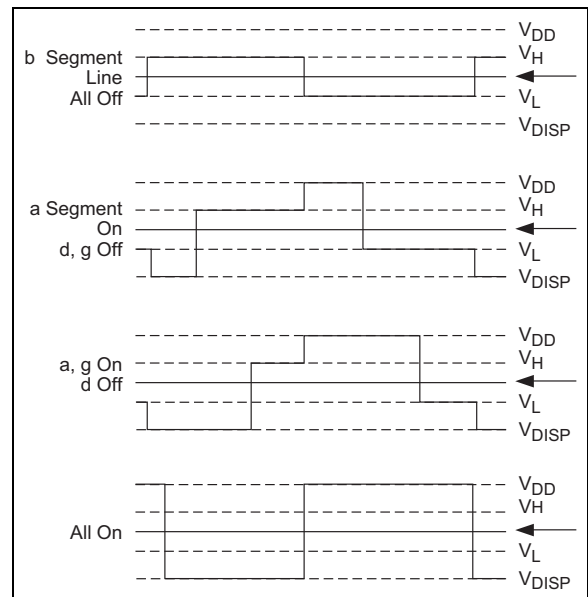 V_DD
b Segment V_H
Line
All Off V_L
V_DISP
V_DD
a Segment V_H
On
d, g Off V_L
V_DISP
V_DD
a, g On V_H
d Off
V_L
V_DISP
V_DD
VH
All On
V_L
V_DISP